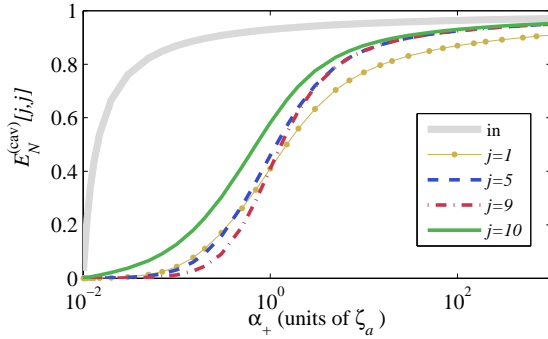 1
0.8
0.6
0.4
0.2
0
E_N^(cav)[j,j]
in
j=1
j=5
j=9
j=10
10^-2 10^0 10^2
α_+ (units of ζ_a )